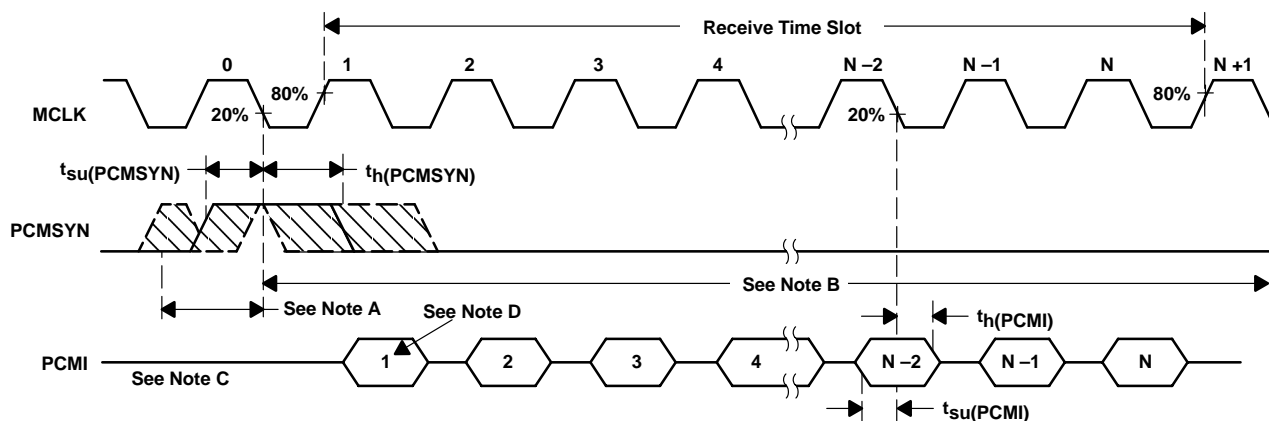 Receive Time Slot
0 1 2 3 4 N –2 N –1 N N +1
80% 80%
MCLK 20% 20%
tsu(PCMSYN) th(PCMSYN)
PCMSYN
See Note A See Note B
See Note D th(PCMI)
PCMI 1 2 3 4 N –2 N –1 N
See Note C
tsu(PCMI)